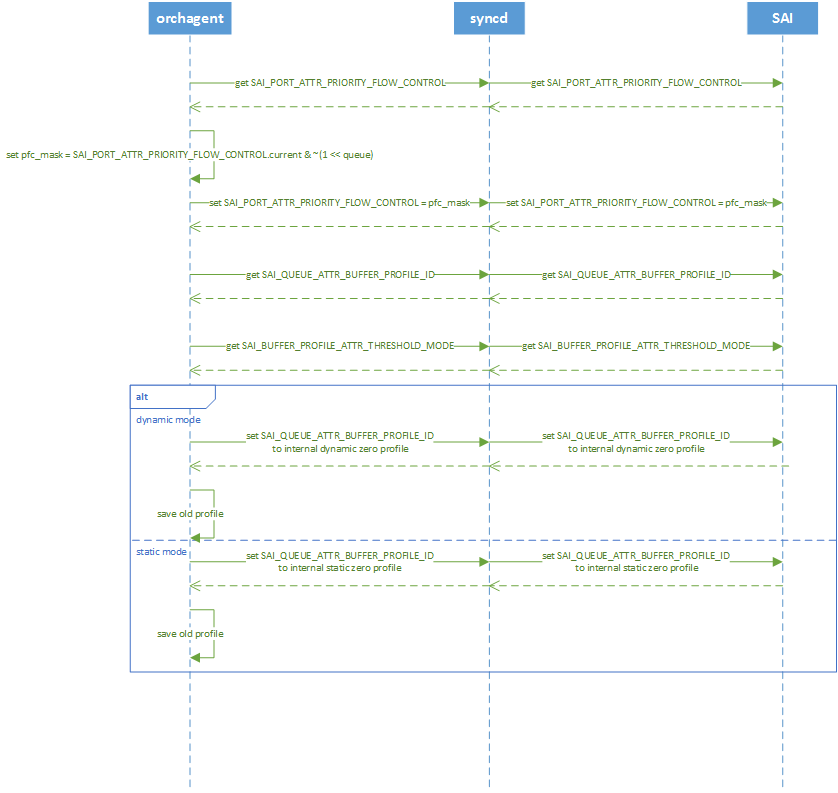 orchagent
syncd
SAI
get SAI_PORT_ATTR_PRIORITY_FLOW_CONTROL
get SAI_PORT_ATTR_PRIORITY_FLOW_CONTROL
set pfc_mask = SAI_PORT_ATTR_PRIORITY_FLOW_CONTROL.current & ~(1 << queue)
set SAI_PORT_ATTR_PRIORITY_FLOW_CONTROL = pfc_mask
set SAI_PORT_ATTR_PRIORITY_FLOW_CONTROL = pfc_mask
get SAI_QUEUE_ATTR_BUFFER_PROFILE_ID
get SAI_QUEUE_ATTR_BUFFER_PROFILE_ID
get SAI_BUFFER_PROFILE_ATTR_THRESHOLD_MODE
get SAI_BUFFER_PROFILE_ATTR_THRESHOLD_MODE
alt
dynamic mode
set SAI_QUEUE_ATTR_BUFFER_PROFILE_ID
to internal dynamic zero profile
set SAI_QUEUE_ATTR_BUFFER_PROFILE_ID
to internal dynamic zero profile
save old profile
static mode
set SAI_QUEUE_ATTR_BUFFER_PROFILE_ID
to internal static zero profile
set SAI_QUEUE_ATTR_BUFFER_PROFILE_ID
to internal static zero profile
save old profile